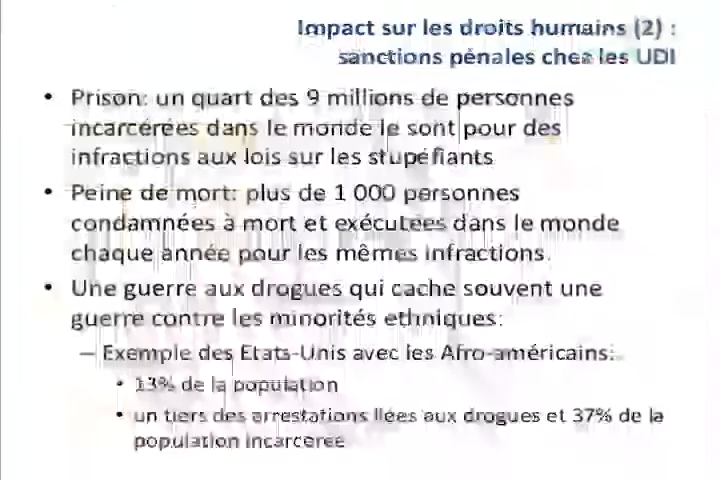 Impact sur les droits humains (2) :
sanctions pénales chez les UDI
• Prison: un quart des 9 millions de personnes
incarcérées dans le monde le sont pour des
infractions aux lois sur les stupéfiants
• Peine de mort: plus de 1 000 personnes
condamnées à mort et exécutées dans le monde
chaque année pour les mêmes infractions.
• Une guerre aux drogues qui cache souvent une
guerre contre les minorités ethniques:
– Exemple des Etats-Unis avec les Afro-américains:
• 13% de la population
• un tiers des arrestations liées aux drogues et 37% de la
population incarcérée